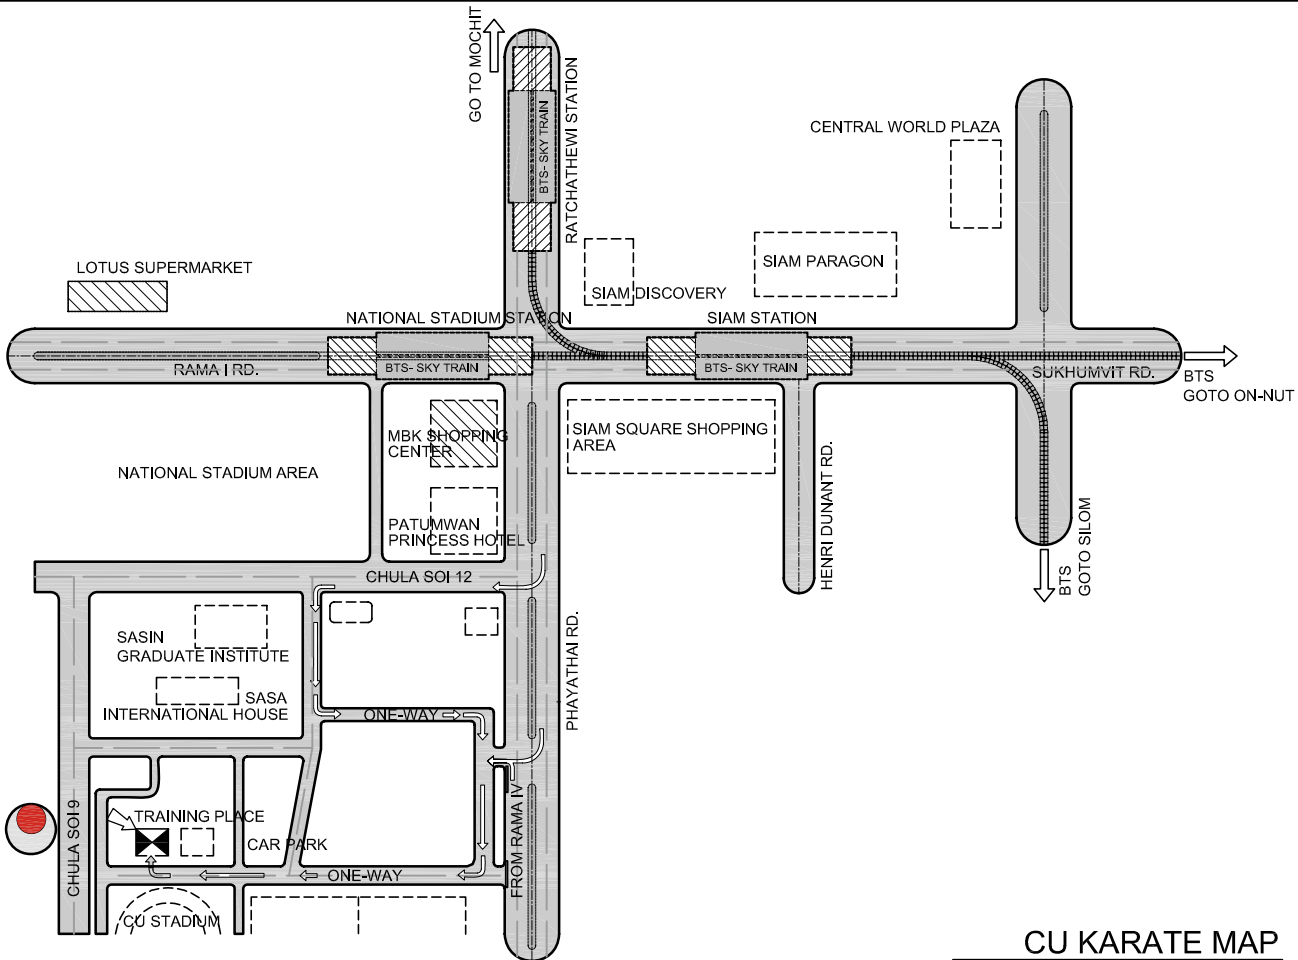 GO TO MOCHIT
BTS- SKY TRAIN
RATCHATHEWI STATION
CENTRAL WORLD PLAZA
LOTUS SUPERMARKET
SIAM DISCOVERY
SIAM PARAGON
NATIONAL STADIUM STATION
SIAM STATION
RAMA I RD.
BTS- SKY TRAIN
BTS- SKY TRAIN
SUKHUMVIT RD.
BTS
GOTO ON-NUT
MBK SHOPPING
CENTER
SIAM SQUARE SHOPPING
AREA
NATIONAL STADIUM AREA
HENRI DUNANT RD.
PATUMWAN
PRINCESS HOTEL
BTS
GOTO SILOM
CHULA SOI 12
SASIN
GRADUATE INSTITUTE
PHAYATHAI RD.
SASA
INTERNATIONAL HOUSE
ONE-WAY
CHULA SOI 9
TRAINING PLACE
CAR PARK
FROM RAMA IV
ONE-WAY
CU STADIUM
CU KARATE MAP